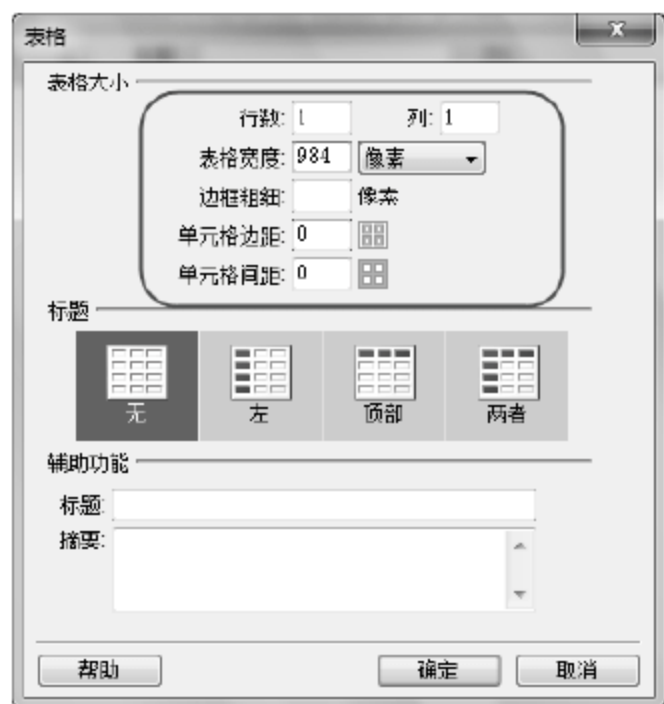 表格
表格大小
行数: 1 列: 1
表格宽度: 984 像素
边框粗细: 像素
单元格边距: 0
单元格间距: 0
标题
无 左 顶部 两者
辅助功能
标题:
摘要:
帮助 确定 取消